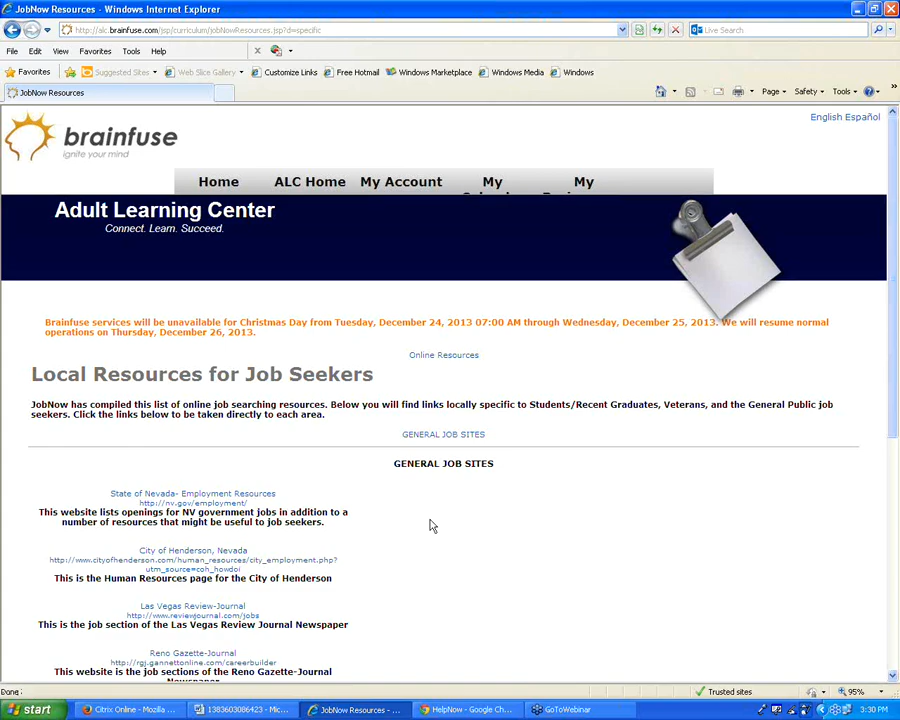 JobNow Resources - Windows Internet Explorer
http://alc.brainfuse.com/jsp/curriculum/jobNowResources.jsp?d=specific
Live Search
File Edit View Favorites Tools Help
Favorites Suggested Sites Web Slice Gallery Customize Links Free Hotmail Windows Marketplace Windows Media Windows
JobNow Resources
Page Safety Tools
English Español
brainfuse
ignite your mind
Home ALC Home My Account My My
Adult Learning Center
Connect. Learn. Succeed.
Brainfuse services will be unavailable for Christmas Day from Tuesday, December 24, 2013 07:00 AM through Wednesday, December 25, 2013. We will resume normal
operations on Thursday, December 26, 2013.
Online Resources
Local Resources for Job Seekers
JobNow has compiled this list of online job searching resources. Below you will find links locally specific to Students/Recent Graduates, Veterans, and the General Public job
seekers. Click the links below to be taken directly to each area.
GENERAL JOB SITES
GENERAL JOB SITES
State of Nevada- Employment Resources
http://nv.gov/employment/
This website lists openings for NV government jobs in addition to a
number of resources that might be useful to job seekers.
City of Henderson, Nevada
http://www.cityofhenderson.com/human_resources/city_employment.php?
utm_source=coh_howdoi
This is the Human Resources page for the City of Henderson
Las Vegas Review-Journal
http://www.reviewjournal.com/jobs
This is the job section of the Las Vegas Review Journal Newspaper
Reno Gazette-Journal
http://rgj.gannettonline.com/careerbuilder
This website is the job sections of the Reno Gazette-Journal
Newspaper
Done: Trusted sites 95%
start Citrix Online - Mozilla ... 1383603086423 - Mic... JobNow Resources - ... HelpNow - Google Ch... GoToWebinar 3:30 PM